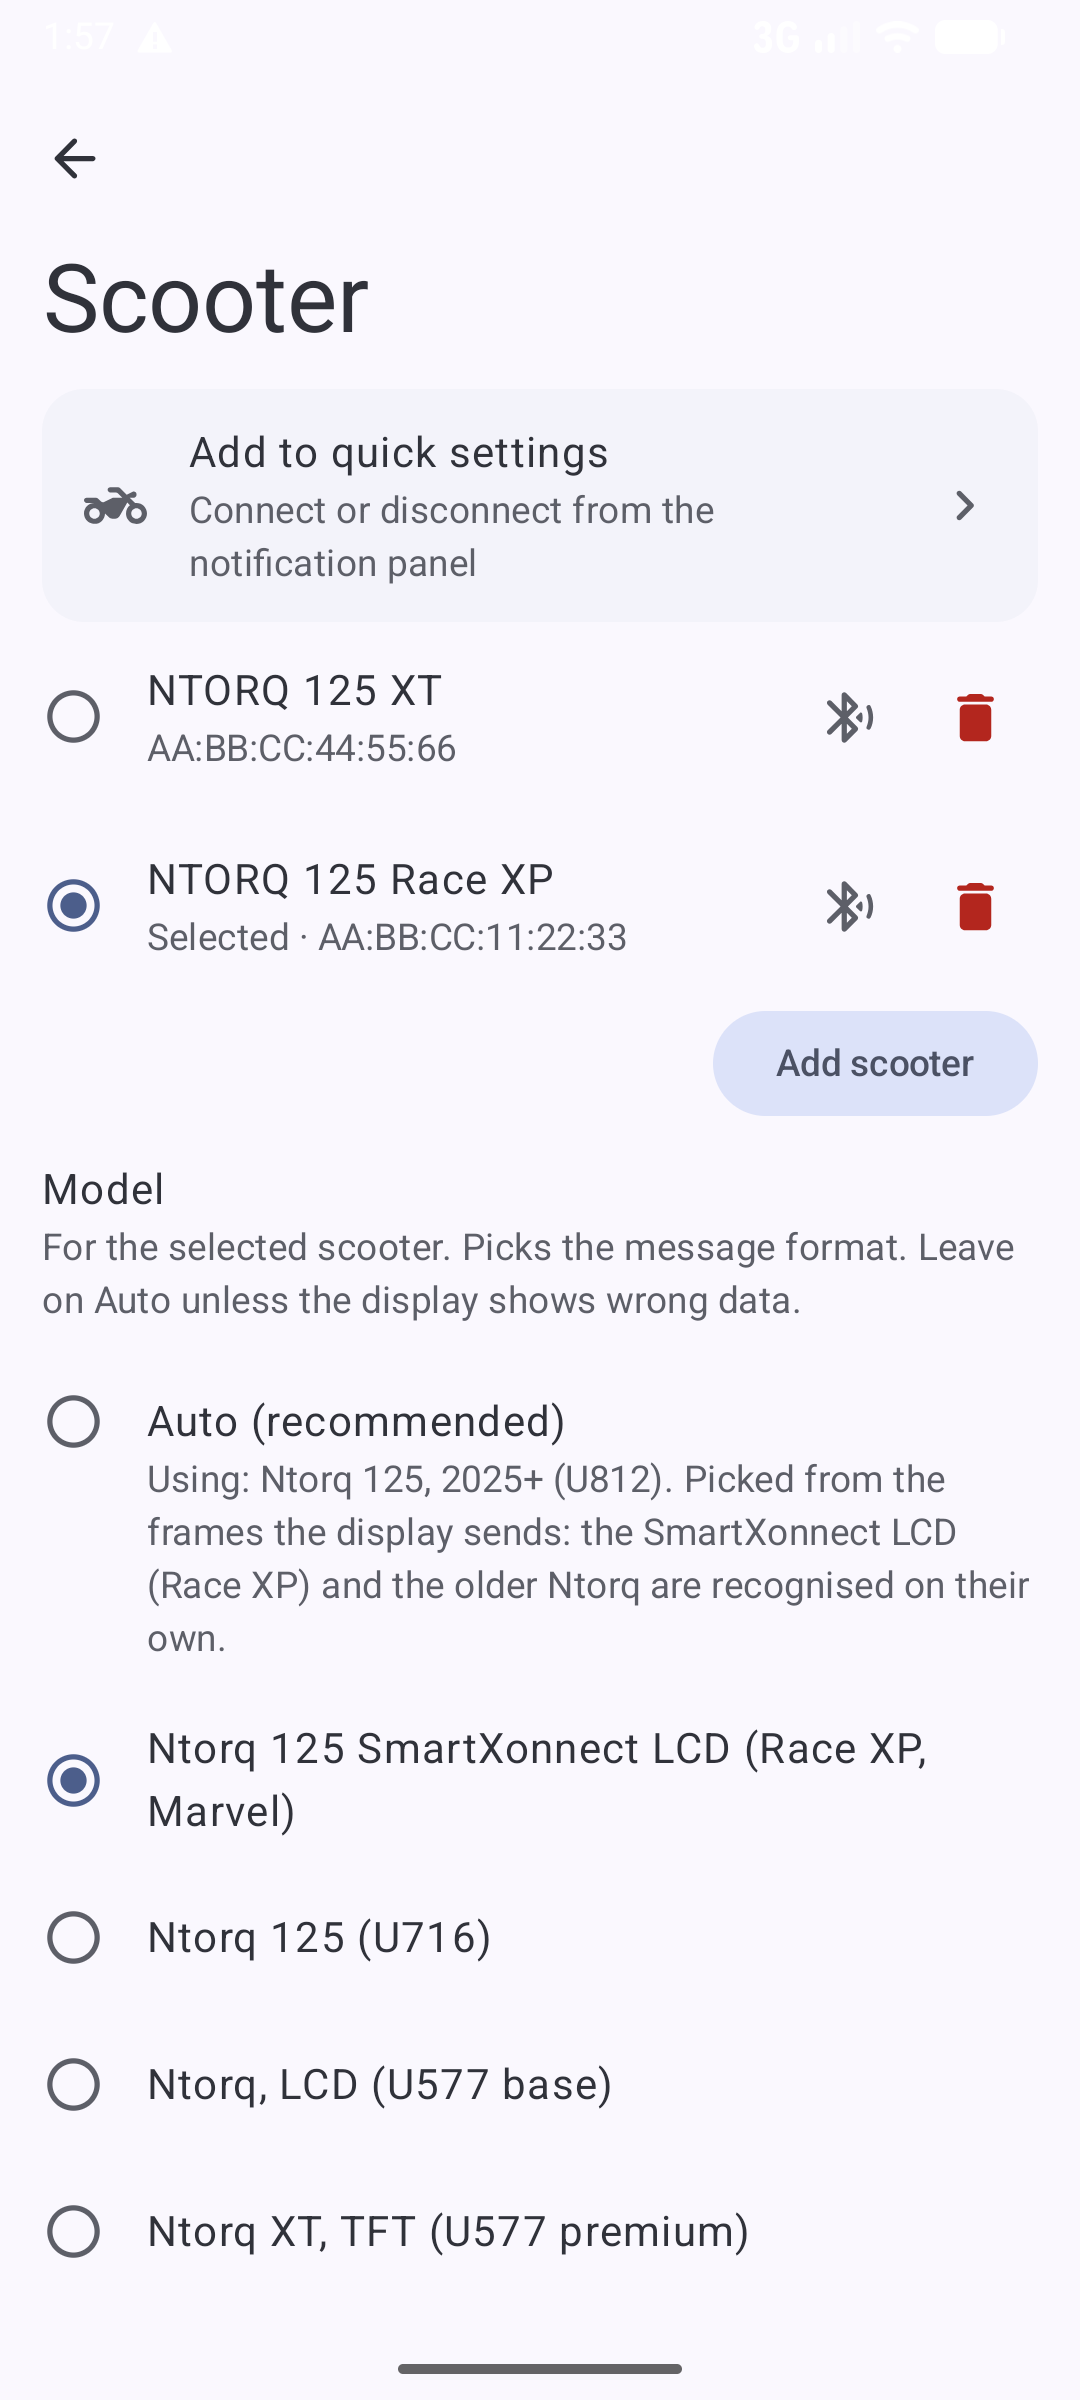 1:57
3G
Scooter
Add to quick settings
Connect or disconnect from the
notification panel
NTORQ 125 XT
AA:BB:CC:44:55:66
NTORQ 125 Race XP
Selected · AA:BB:CC:11:22:33
Add scooter
Model
For the selected scooter. Picks the message format. Leave
on Auto unless the display shows wrong data.
Auto (recommended)
Using: Ntorq 125, 2025+ (U812). Picked from the
frames the display sends: the SmartXonnect LCD
(Race XP) and the older Ntorq are recognised on their
own.
Ntorq 125 SmartXonnect LCD (Race XP,
Marvel)
Ntorq 125 (U716)
Ntorq, LCD (U577 base)
Ntorq XT, TFT (U577 premium)